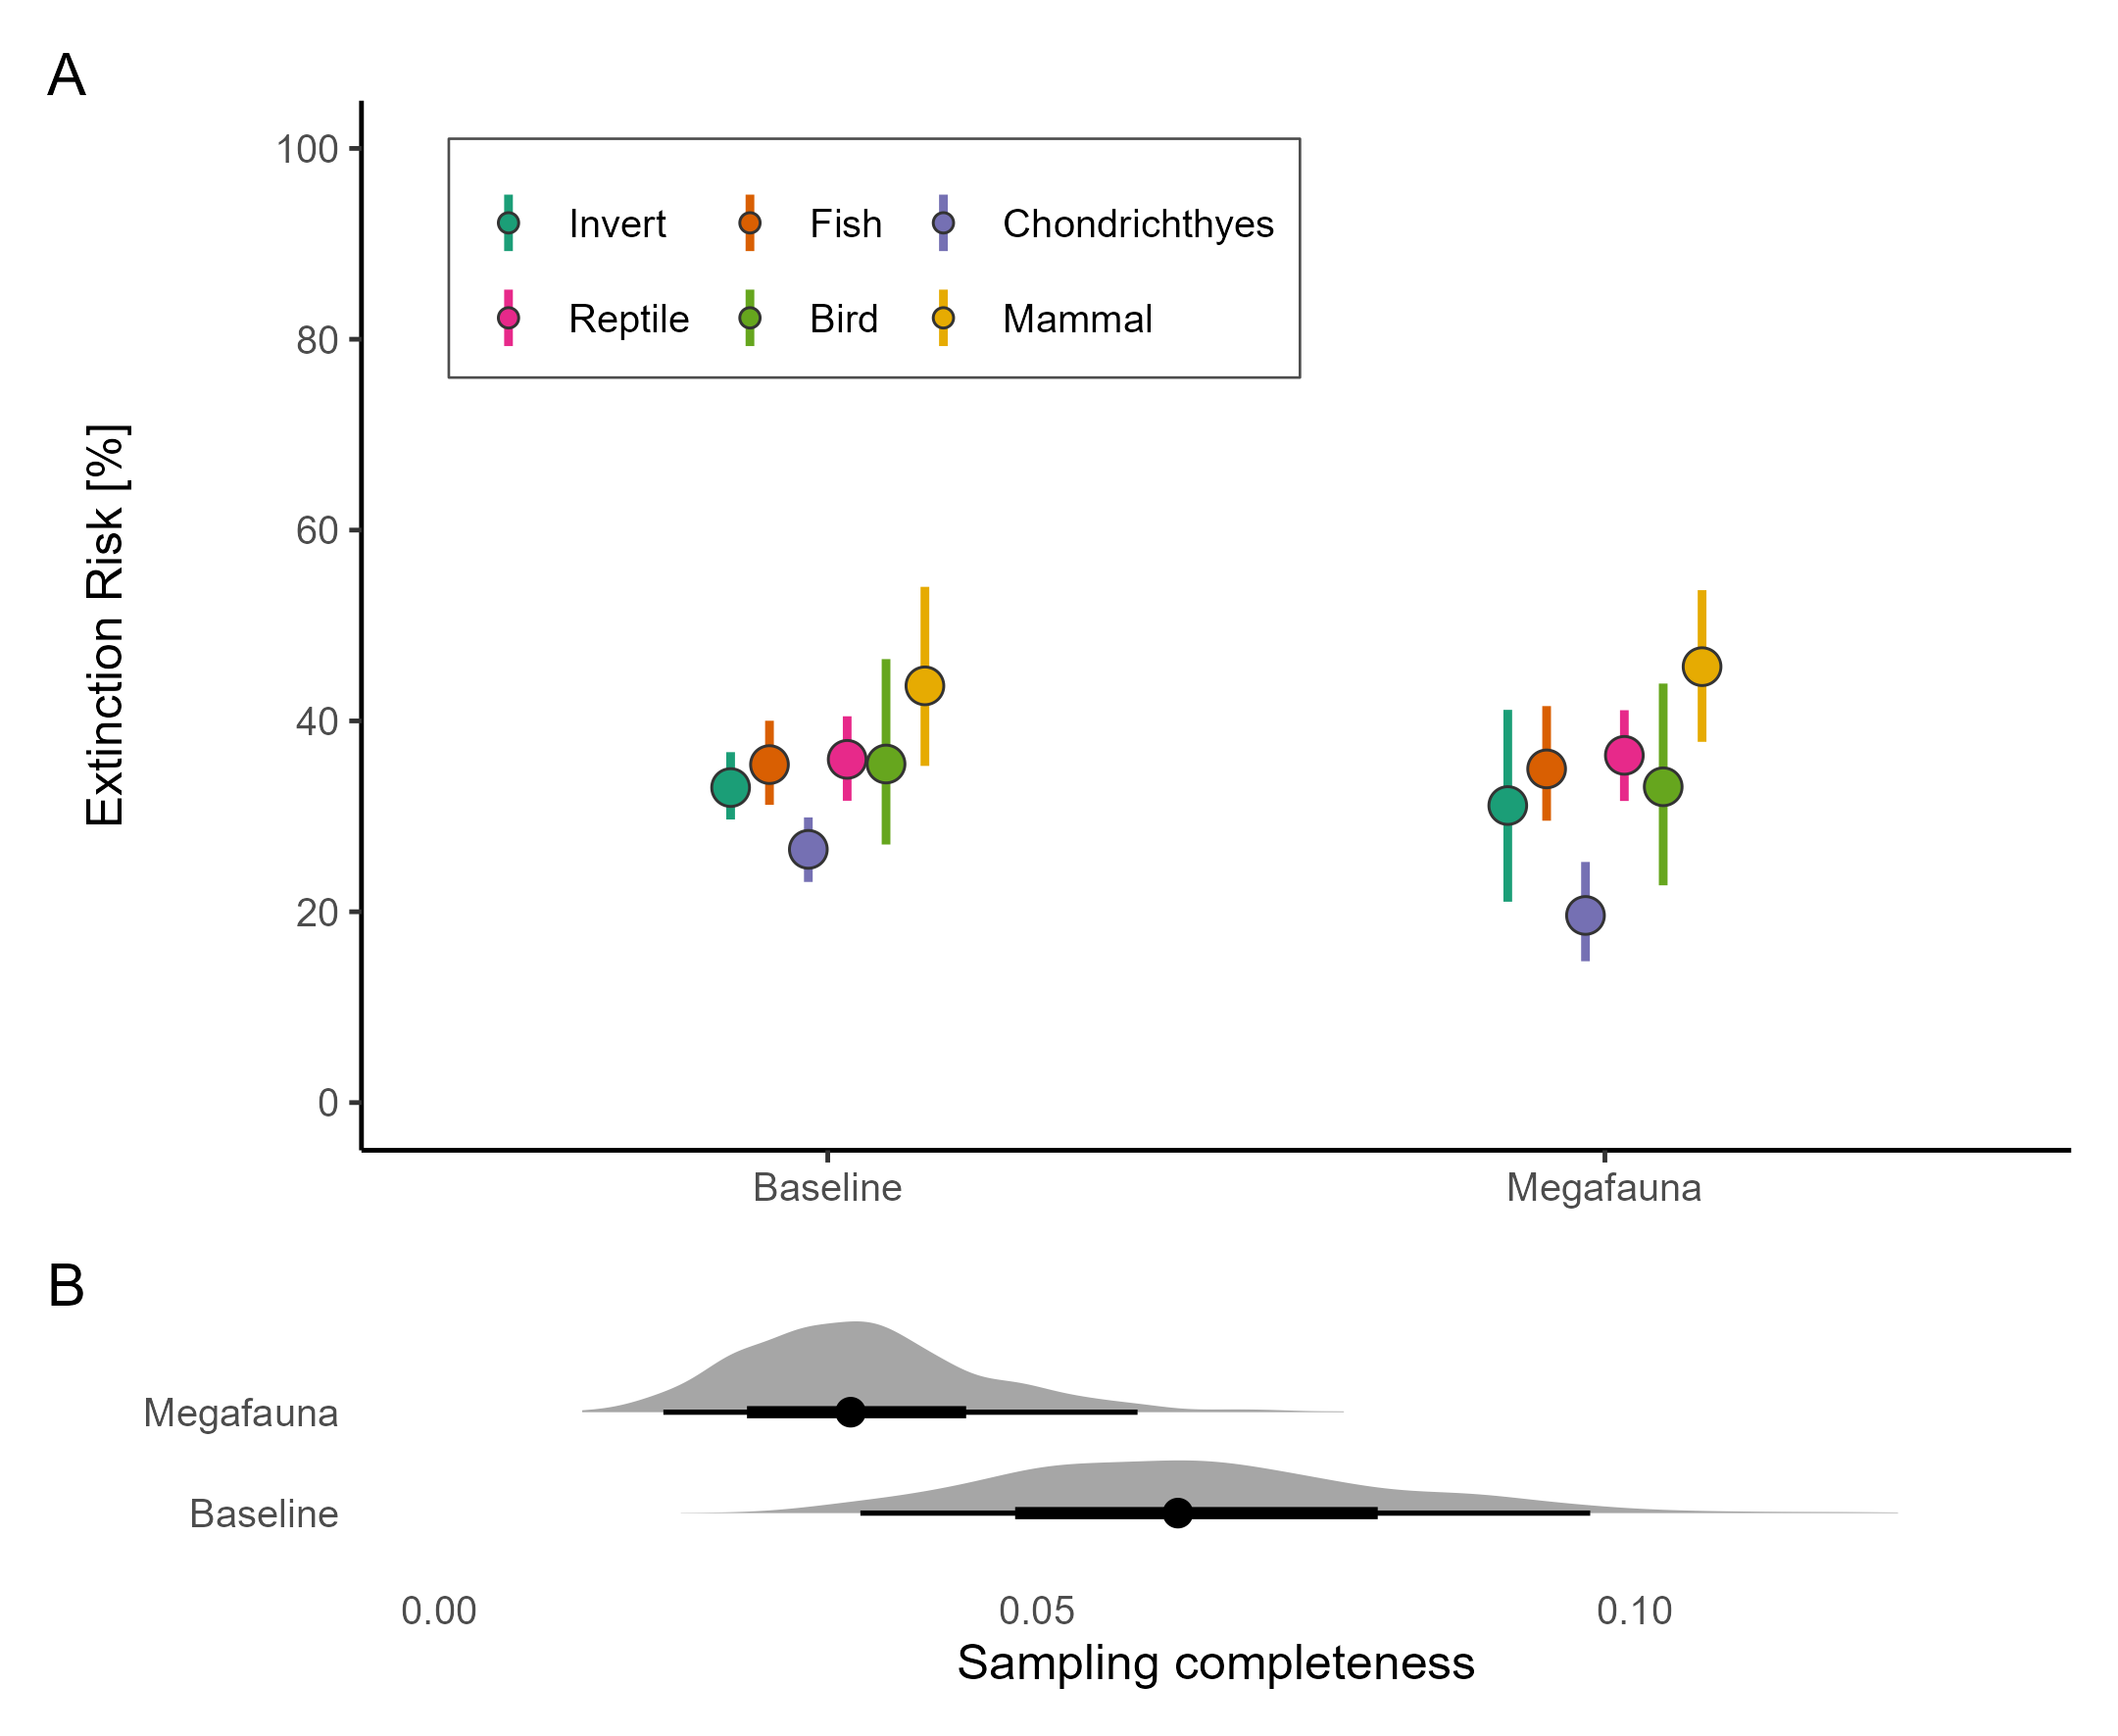 A
100
80
60
40
20
0
Extinction Risk [%]
Invert Fish Chondrichthyes
Reptile Bird Mammal
Baseline Megafauna
B
Megafauna
Baseline
0.00 0.05 0.10
Sampling completeness